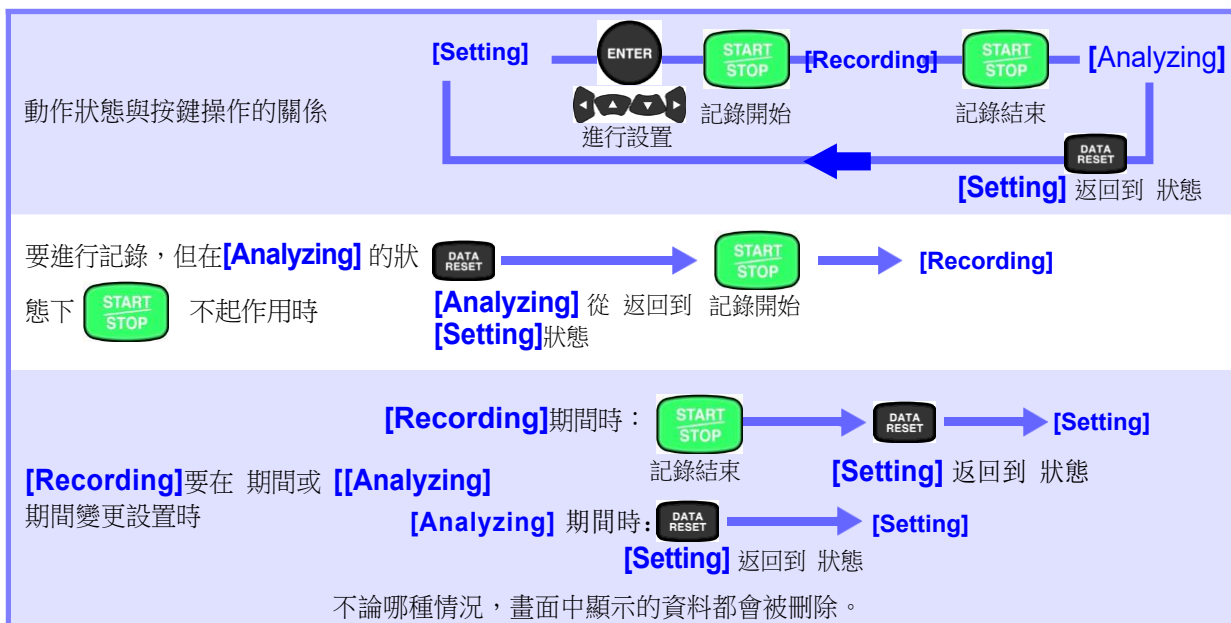 [Setting] ENTER START STOP [Recording] START STOP [Analyzing]
動作狀態與按鍵操作的關係
進行設置
記錄開始
記錄結束
DATA RESET
[Setting] 返回到 狀態
要進行記錄，但在[Analyzing] 的狀
態下 START STOP 不起作用時
DATA RESET START STOP [Recording]
[Analyzing] 從 返回到 記錄開始
[Setting]狀態
[Recording]要在 期間或 [[Analyzing]
期間變更設置時
[Recording]期間時： START STOP DATA RESET [Setting]
記錄結束 [Setting] 返回到 狀態
[Analyzing] 期間時： DATA RESET [Setting]
[Setting] 返回到 狀態
不論哪種情況，畫面中顯示的資料都會被刪除。